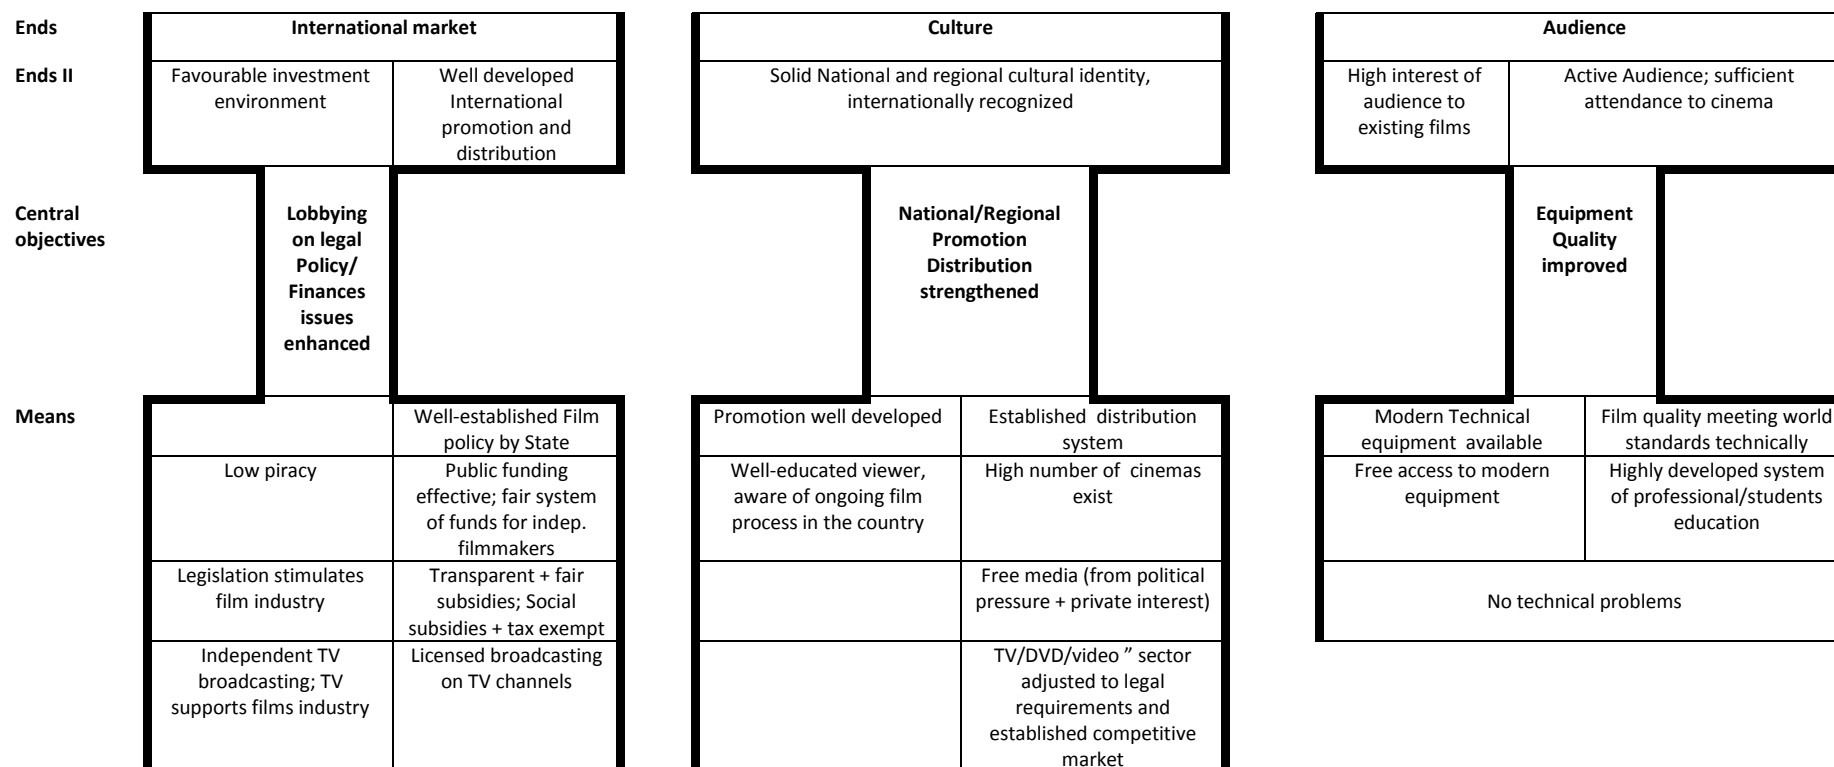 Ends
International market
Culture
Audience
Ends II
Favourable investment
environment
Well developed
International
promotion and
distribution
Solid National and regional cultural identity,
internationally recognized
High interest of
audience to
existing films
Active Audience; sufficient
attendance to cinema
Central
objectives
Lobbying
on legal
Policy/
Finances
issues
enhanced
National/Regional
Promotion
Distribution
strengthened
Equipment
Quality
improved
Means
Well-established Film
policy by State
Promotion well developed
Established distribution
system
Modern Technical
equipment available
Film quality meeting world
standards technically
Low piracy
Public funding
effective; fair system
of funds for indep.
filmmakers
Well-educated viewer,
aware of ongoing film
process in the country
High number of cinemas
exist
Free access to modern
equipment
Highly developed system
of professional/students
education
Legislation stimulates
film industry
Transparent + fair
subsidies; Social
subsidies + tax exempt
Free media (from political
pressure + private interest)
No technical problems
Independent TV
broadcasting; TV
supports films industry
Licensed broadcasting
on TV channels
TV/DVD/video ” sector
adjusted to legal
requirements and
established competitive
market